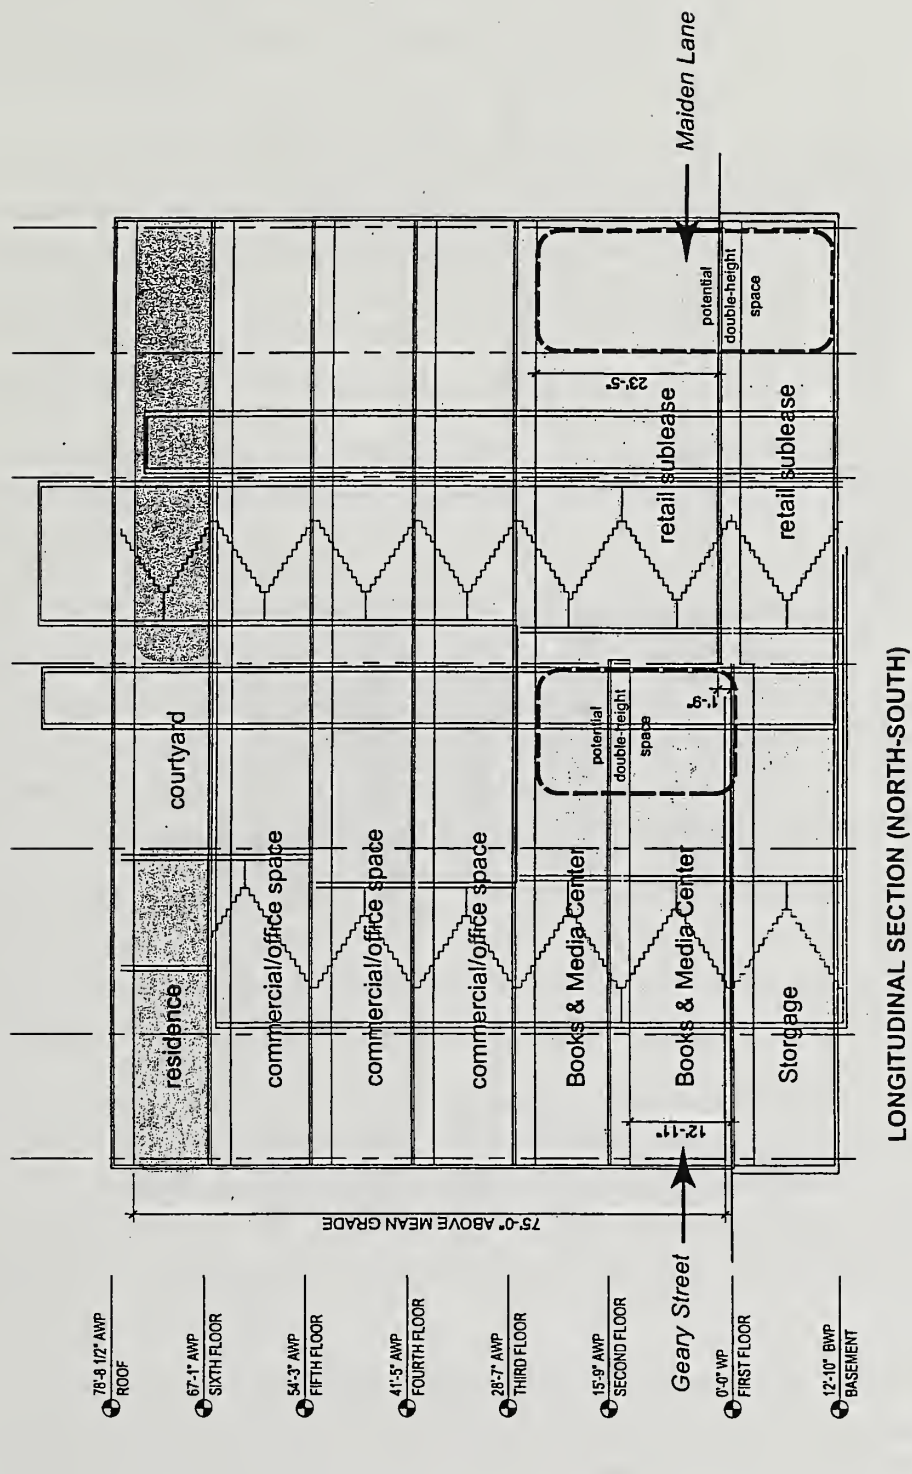 78'-8 1/2" AWP
ROOF
67'-1" AWP
SIXTH FLOOR
54'-3" AWP
FIFTH FLOOR
41'-5" AWP
FOURTH FLOOR
28'-7" AWP
THIRD FLOOR
15'-9" AWP
SECOND FLOOR
0'-0" WP
FIRST FLOOR
12'-10" BWP
BASEMENT
75'-0" ABOVE MEAN GRADE
Geary Street
12'-11"
residence
courtyard
commercial/office space
commercial/office space
commercial/office space
Books & Media Center
Books & Media Center
Storgage
potential
double-height
space
1'-9"
23'-5"
retail sublease
retail sublease
potential
double-height
space
Maiden Lane
LONGITUDINAL SECTION (NORTH-SOUTH)